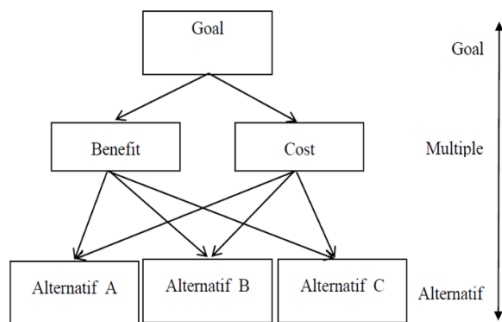 Goal
Goal
Benefit
Cost
Multiple
Alternatif A
Alternatif B
Alternatif C
Alternatif